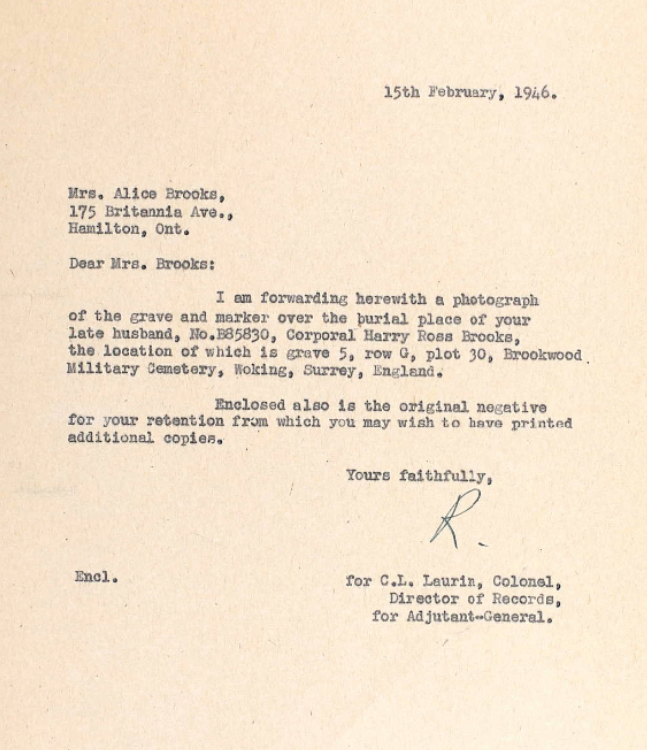 15th February, 1946.
Mrs. Alice Brooks,
175 Britannia Ave.,
Hamilton, Ont.
Dear Mrs. Brooks:
I am forwarding herewith a photograph
of the grave and marker over the burial place of your
late husband, No.B85830, Corporal Harry Ross Brooks,
the location of which is grave 5, row G, plot 30, Brookwood
Military Cemetery, Woking, Surrey, England.
Enclosed also is the original negative
for your retention from which you may wish to have printed
additional copies.
Yours faithfully,
R.
Encl.
for C.L. Laurin, Colonel,
Director of Records,
for Adjutant-General.